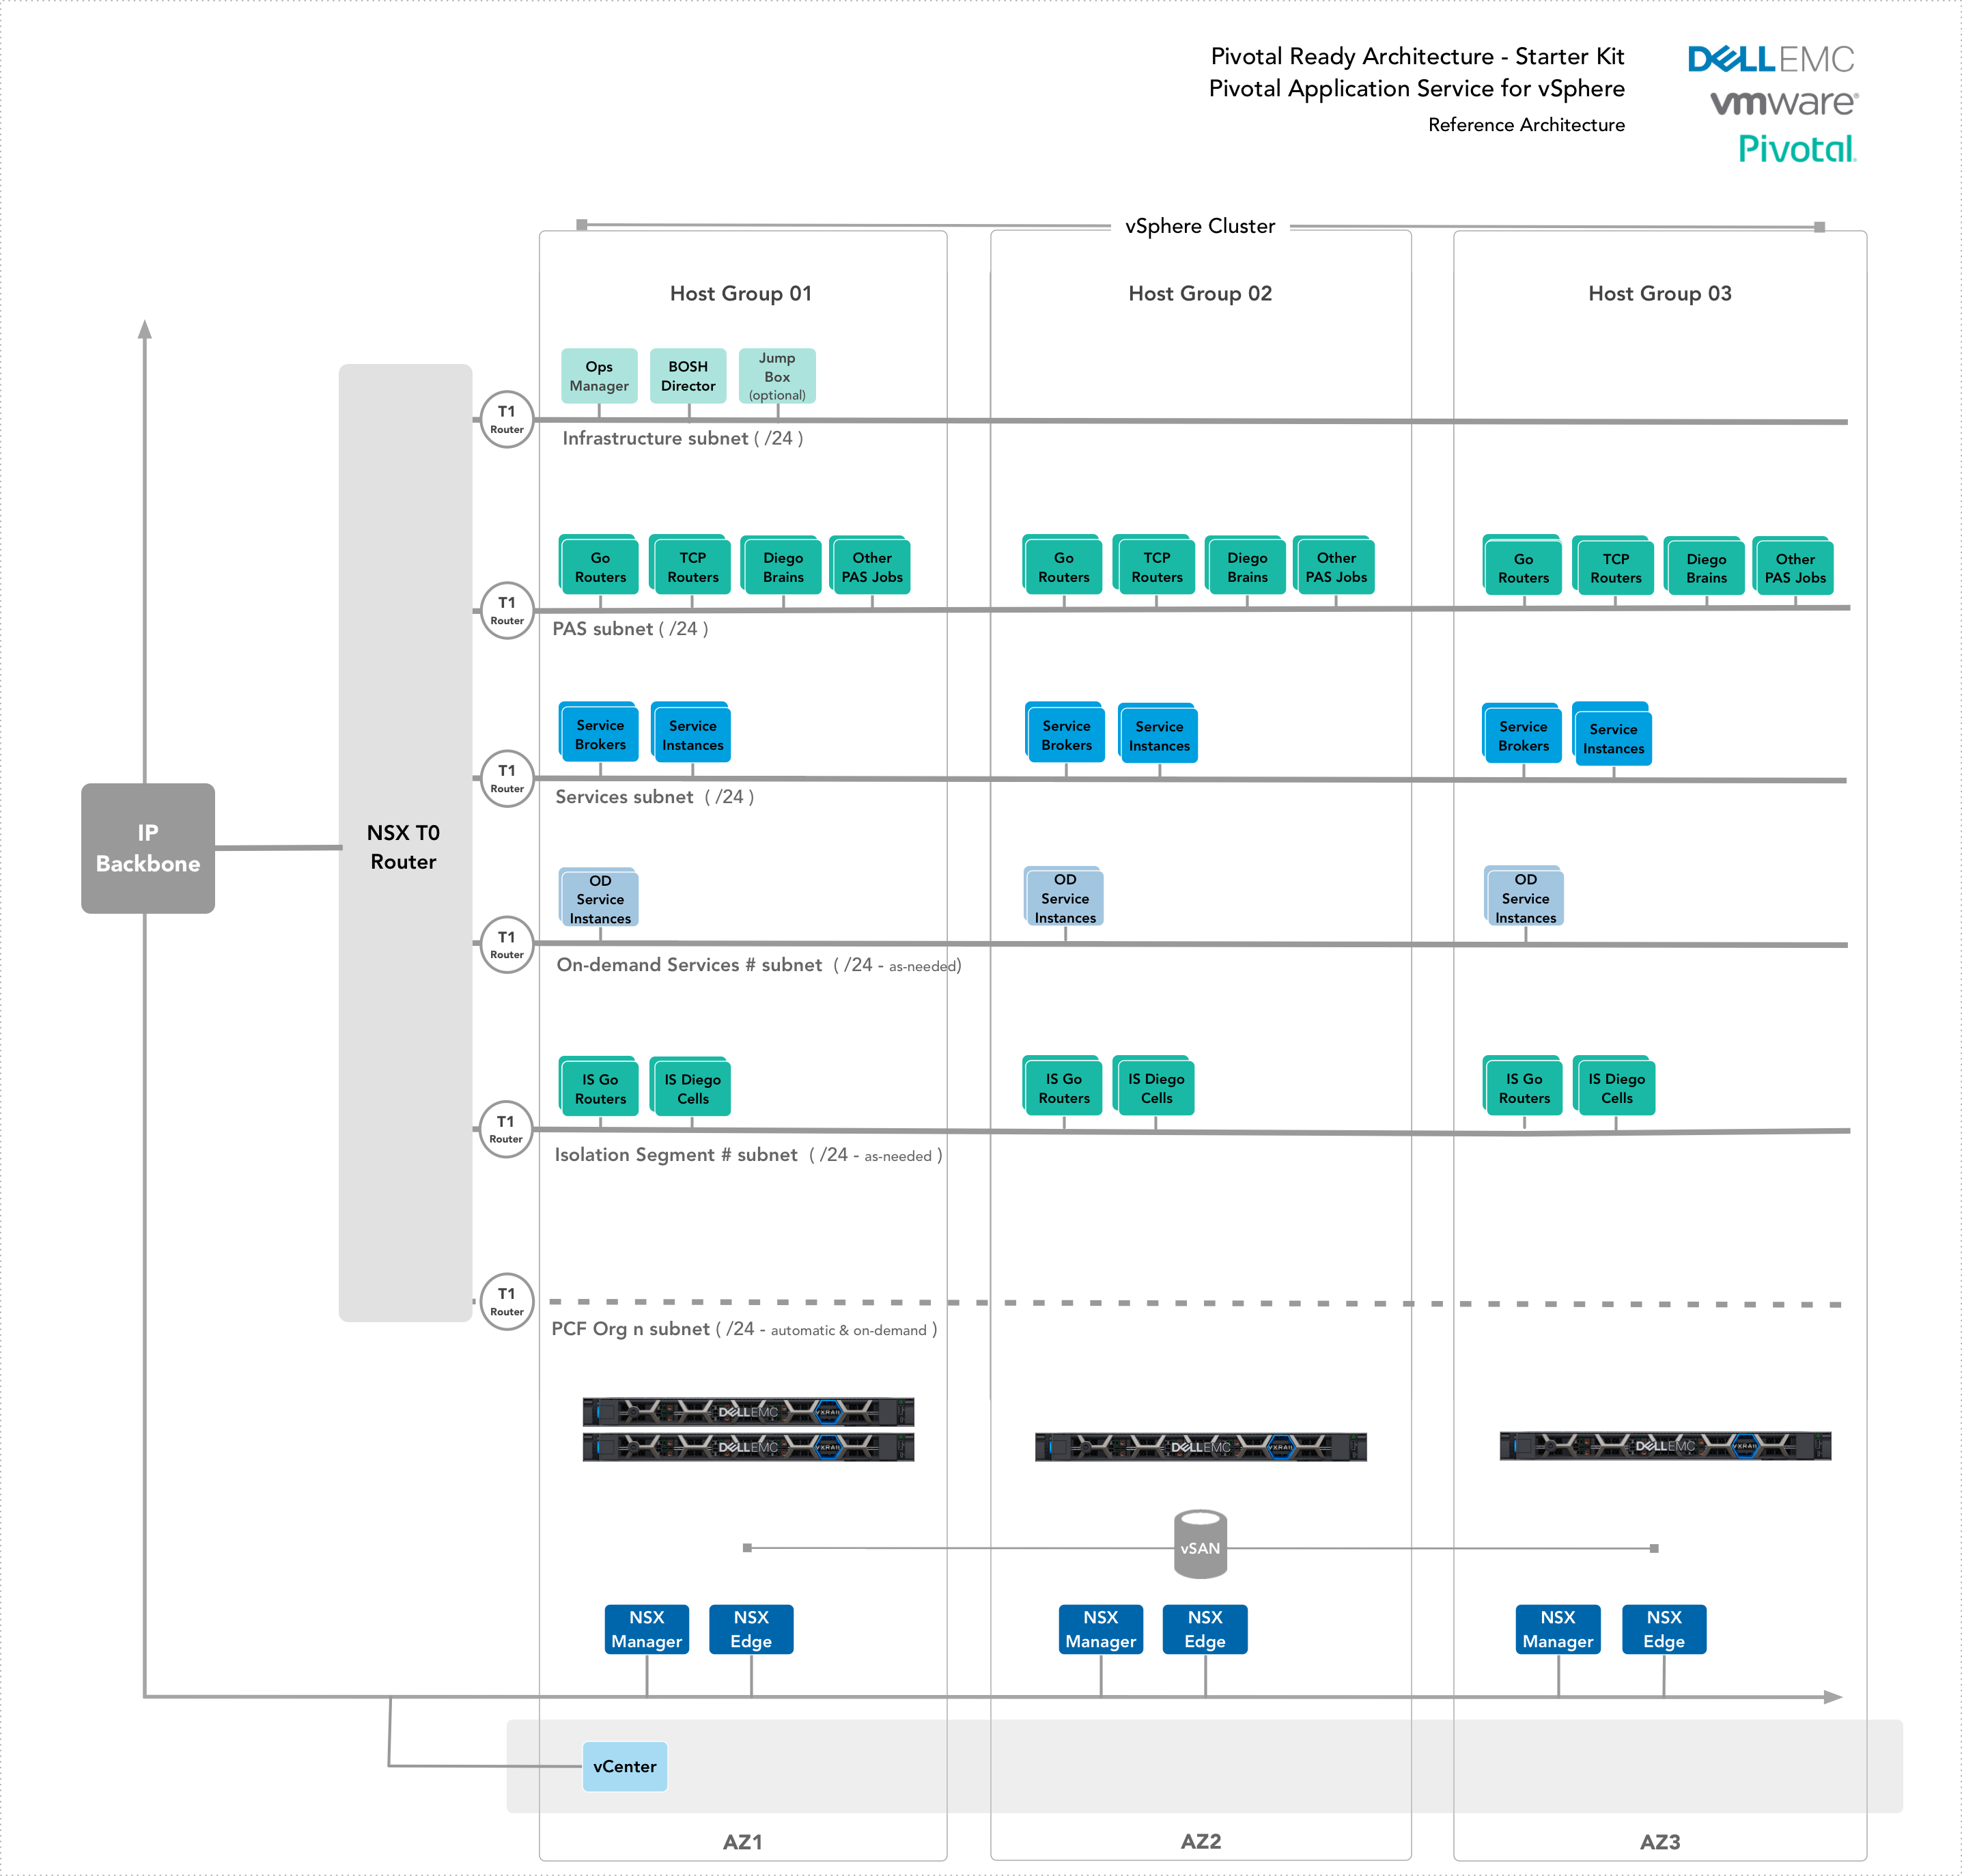 Pivotal Ready Architecture - Starter Kit
Pivotal Application Service for vSphere
Reference Architecture
DELLEMC
vmware®
Pivotal
vSphere Cluster
Host Group 01
Host Group 02
Host Group 03
Ops
Manager
BOSH
Director
Jump
Box
(optional)
T1
Router
Infrastructure subnet ( /24 )
Go
Routers
TCP
Routers
Diego
Brains
Other
PAS Jobs
Go
Routers
TCP
Routers
Diego
Brains
Other
PAS Jobs
Go
Routers
TCP
Routers
Diego
Brains
Other
PAS Jobs
T1
Router
PAS subnet ( /24 )
Service
Brokers
Service
Instances
Service
Brokers
Service
Instances
Service
Brokers
Service
Instances
T1
Router
Services subnet ( /24 )
IP
Backbone
NSX T0
Router
OD
Service
Instances
OD
Service
Instances
OD
Service
Instances
T1
Router
On-demand Services # subnet ( /24 - as-needed)
IS Go
Routers
IS Diego
Cells
IS Go
Routers
IS Diego
Cells
IS Go
Routers
IS Diego
Cells
T1
Router
Isolation Segment # subnet ( /24 - as-needed )
T1
Router
PCF Org n subnet ( /24 - automatic & on-demand )
DELLEMC VXRAIL
DELLEMC VXRAIL
DELLEMC VXRAIL
DELLEMC VXRAIL
vSAN
NSX
Manager
NSX
Edge
NSX
Manager
NSX
Edge
NSX
Manager
NSX
Edge
vCenter
AZ1
AZ2
AZ3